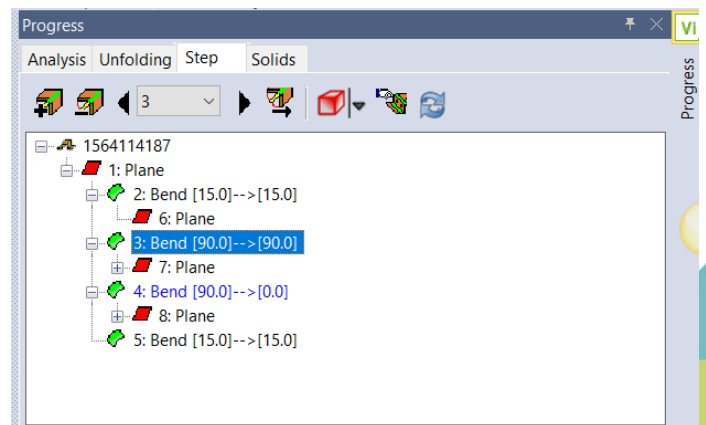 Progress
Vi
Analysis Unfolding Step Solids
Progress
3
1564114187
1: Plane
2: Bend [15.0]-->[15.0]
6: Plane
3: Bend [90.0]-->[90.0]
7: Plane
4: Bend [90.0]-->[0.0]
8: Plane
5: Bend [15.0]-->[15.0]